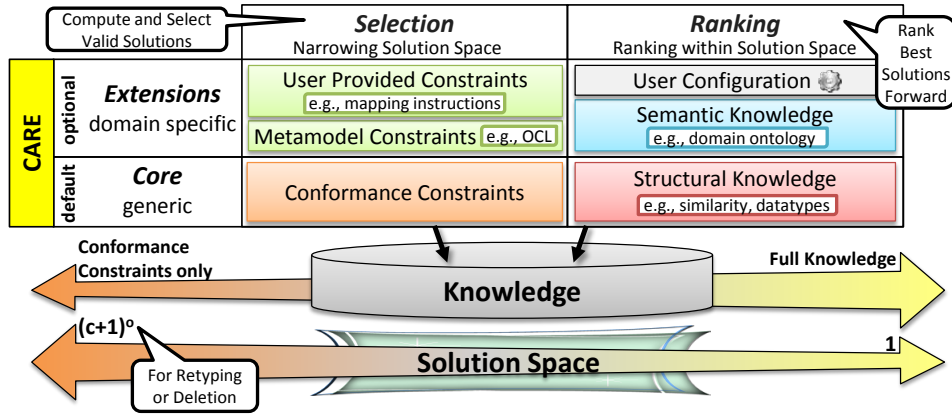 Compute and Select
Valid Solutions
Selection
Narrowing Solution Space
Ranking
Ranking within Solution Space
Rank
Best
Solutions
Forward
CARE
optional
Extensions
domain specific
User Provided Constraints
e.g., mapping instructions
Metamodel Constraints e.g., OCL
User Configuration
Semantic Knowledge
e.g., domain ontology
default
Core
generic
Conformance Constraints
Structural Knowledge
e.g., similarity, datatypes
Conformance
Constraints only
Knowledge
Full Knowledge
(c+1)º
Solution Space
1
For Retyping
or Deletion